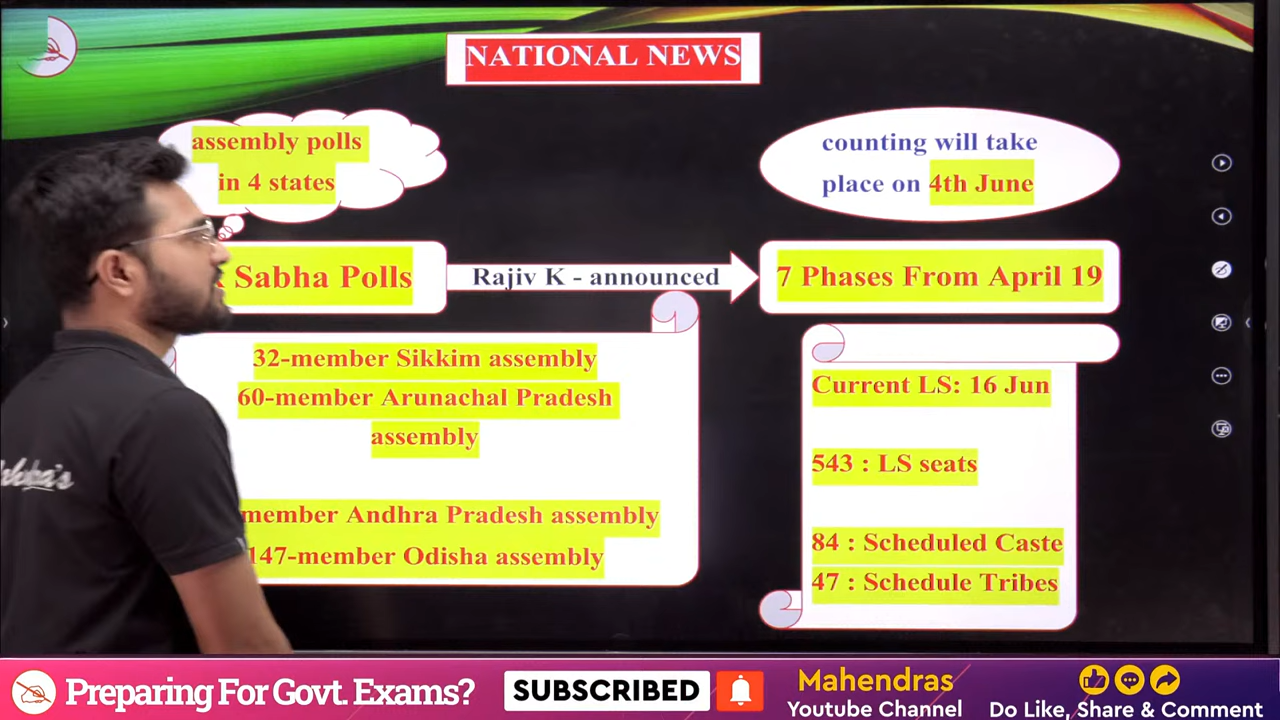 NATIONAL NEWS
assembly polls
in 4 states
counting will take
place on 4th June
Sabha Polls
Rajiv K - announced
7 Phases From April 19
32-member Sikkim assembly
60-member Arunachal Pradesh
assembly
member Andhra Pradesh assembly
147-member Odisha assembly
Current LS: 16 Jun
543 : LS seats
84 : Scheduled Caste
47 : Schedule Tribes
Preparing For Govt. Exams?
SUBSCRIBED
Mahendras
Youtube Channel
Do Like, Share & Comment